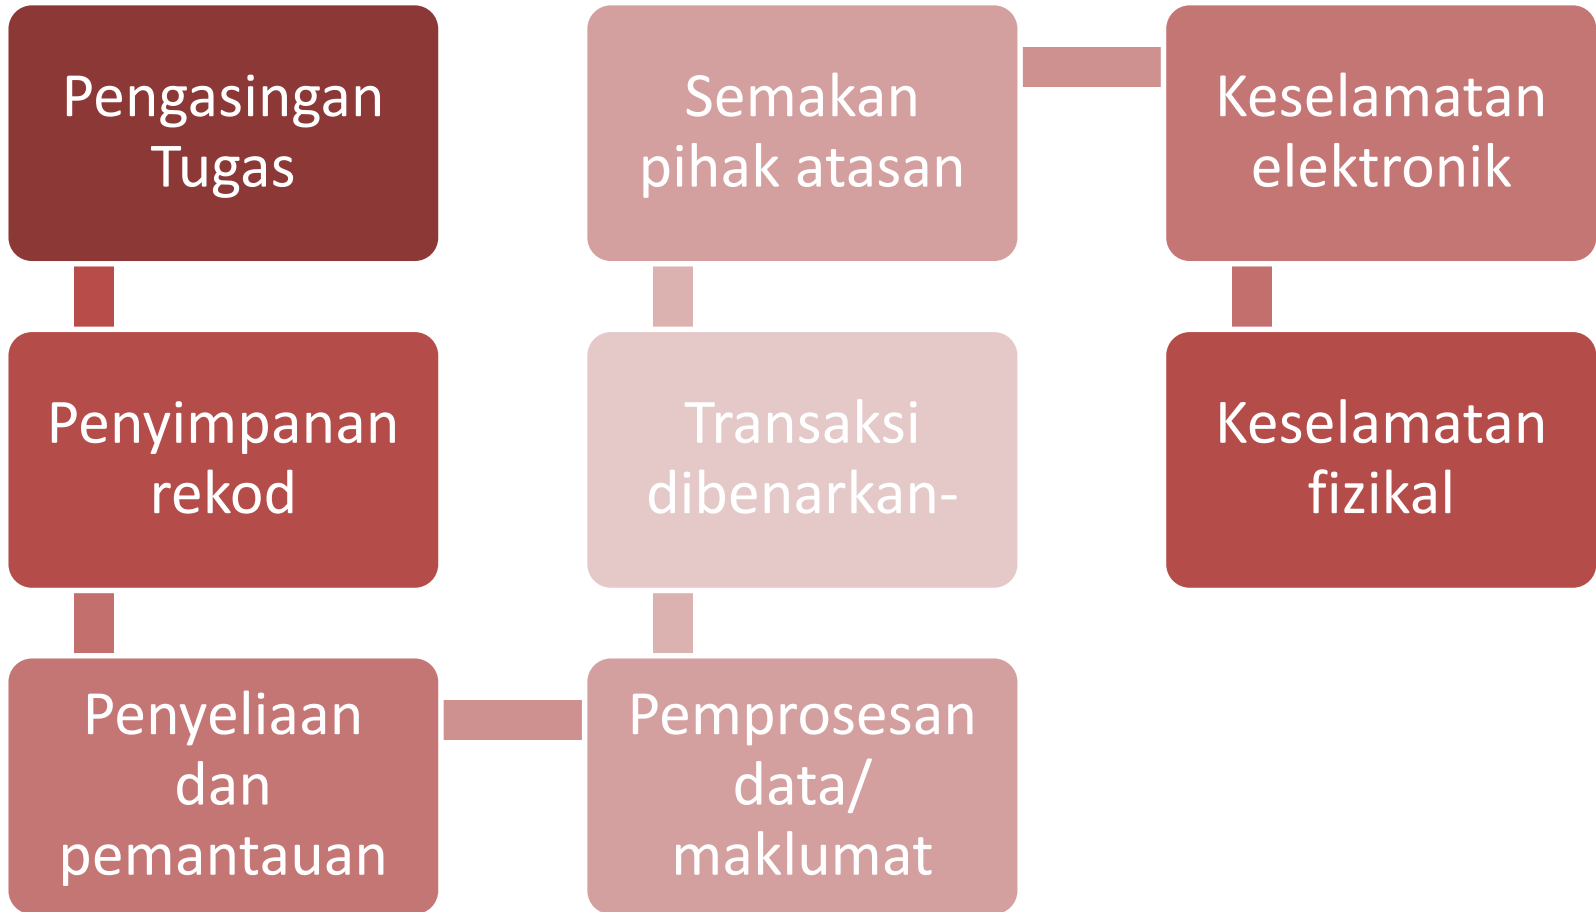 Pengasingan
Tugas
Penyimpanan
rekod
Penyeliaan
dan
pemantauan
Pemprosesan
data/
maklumat
Transaksi
dibenarkan-
Semakan
pihak atasan
Keselamatan
elektronik
Keselamatan
fizikal